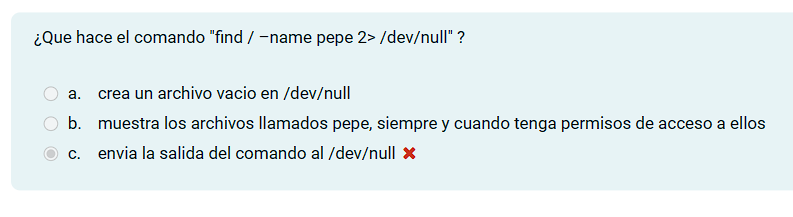 ¿Que hace el comando "find / –name pepe 2> /dev/null" ?
a. crea un archivo vacio en /dev/null
b. muestra los archivos llamados pepe, siempre y cuando tenga permisos de acceso a ellos
c. envia la salida del comando al /dev/null